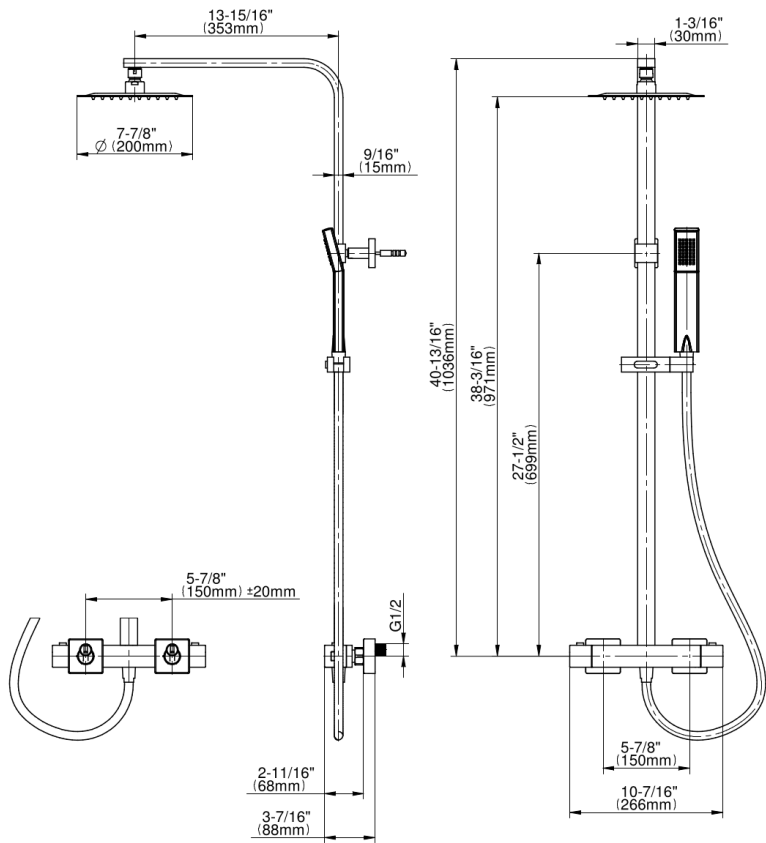 13-15/16"
(353mm)
1-3/16"
(30mm)
7-7/8"
Ø (200mm)
9/16"
(15mm)
40-13/16"
(1036mm)
38-3/16"
(971mm)
27-1/2"
(699mm)
5-7/8"
(150mm) ±20mm
G1/2
2-11/16"
(68mm)
3-7/16"
(88mm)
5-7/8"
(150mm)
10-7/16"
(266mm)